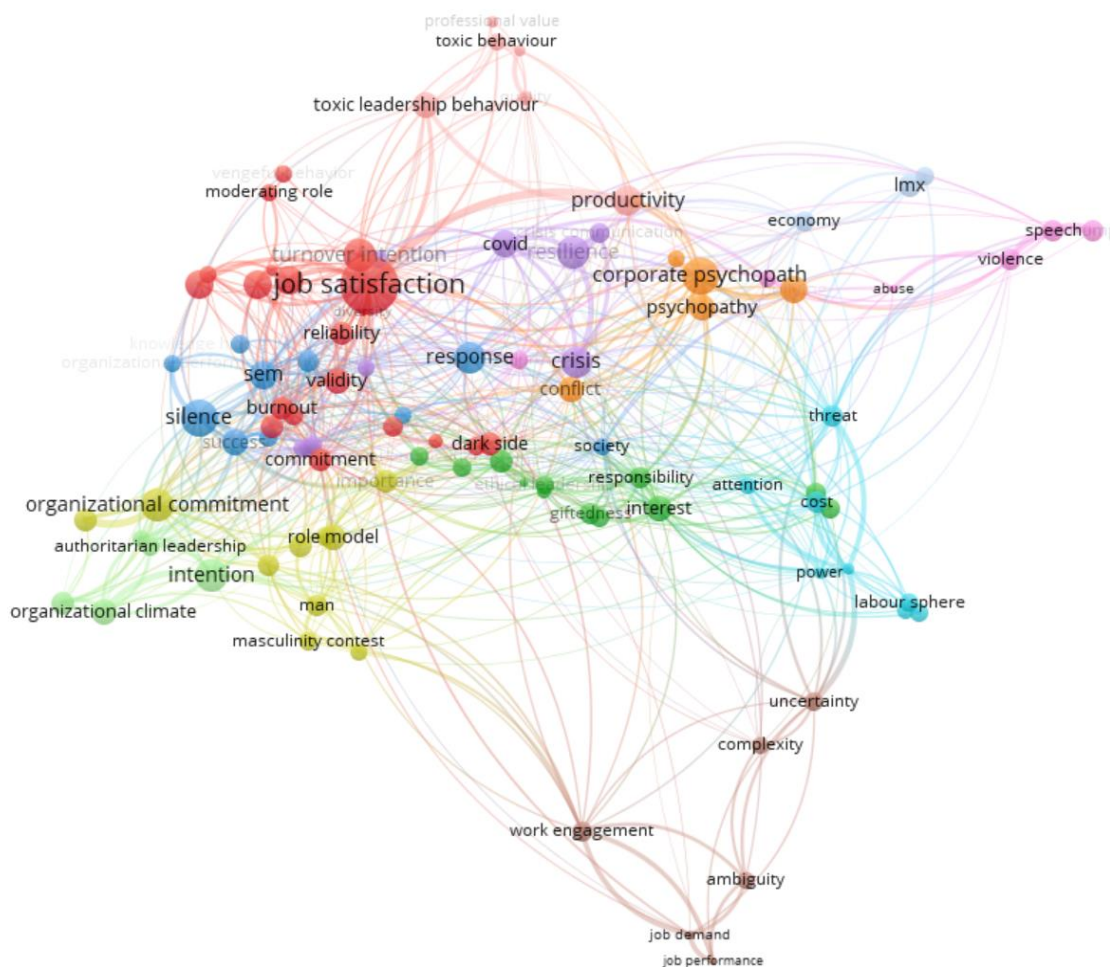 professional value
toxic behaviour
toxic leadership behaviour
moderating role
lmx
productivity
economy
speech
covid
turnover intention
resilience
violence
corporate psychopath
job satisfaction
abuse
psychopathy
reliability
response
crisis
sem
validity
conflict
burnout
silence
threat
success
dark side
society
commitment
importance
responsibility
attention
organizational commitment
cost
interest
giftedness
role model
authoritarian leadership
intention
power
labour sphere
man
organizational climate
masculinity contest
uncertainty
complexity
work engagement
ambiguity
job demand
job performance